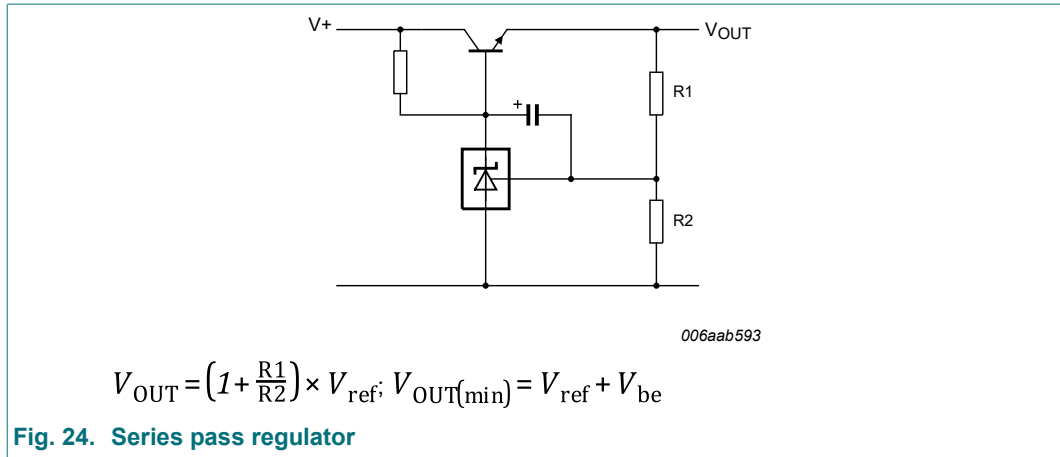 V+
VOUT
R1
+
R2
006aab593
VOUT = (1 + R1/R2) × Vref; VOUT(min) = Vref + Vbe
Fig. 24. Series pass regulator